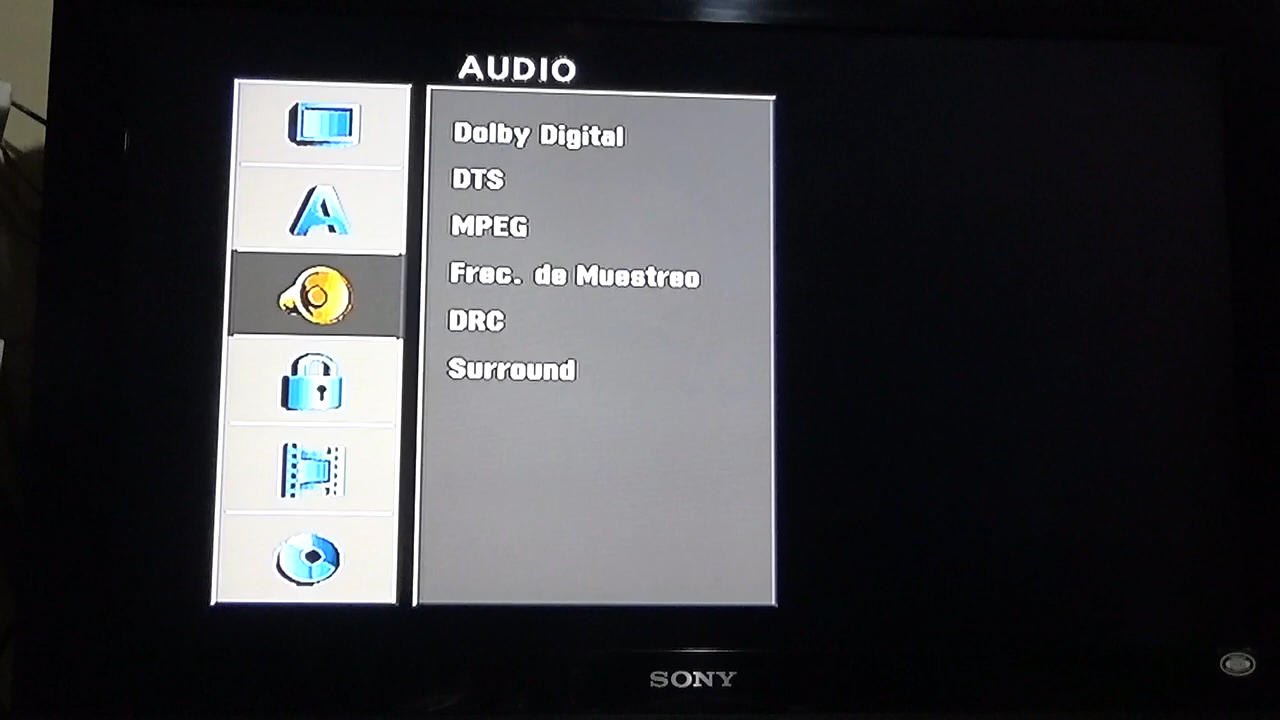 AUDIO
Dolby Digital
DTS
MPEG
Frec. de Muestreo
DRC
Surround
SONY